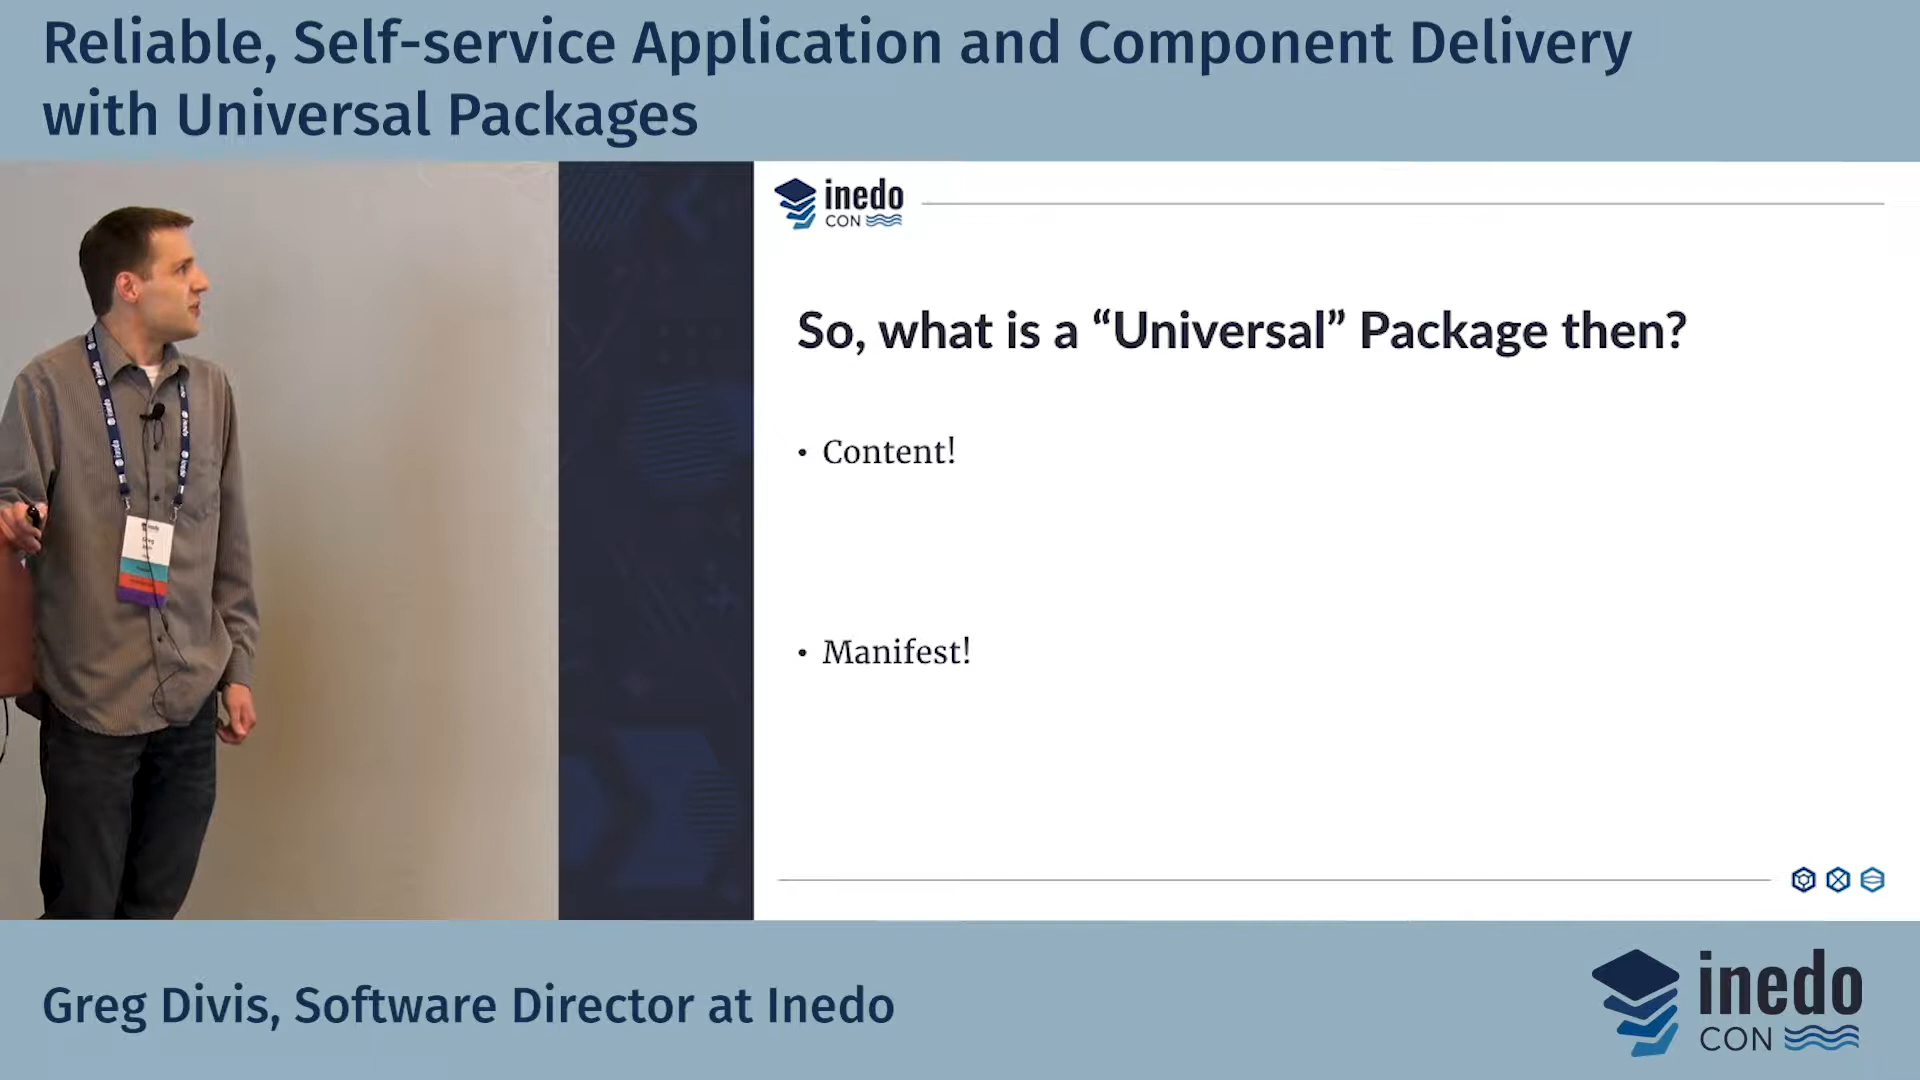 Reliable, Self-service Application and Component Delivery
with Universal Packages
inedo
CON
So, what is a “Universal” Package then?
• Content!
• Manifest!
Greg Divis, Software Director at Inedo
inedo
CON